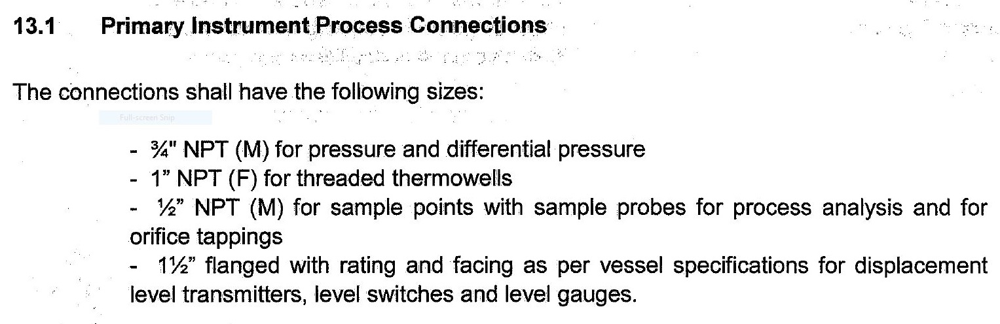 13.1 Primary Instrument Process Connections
The connections shall have the following sizes:
Full-screen Snip
- ¾" NPT (M) for pressure and differential pressure
- 1” NPT (F) for threaded thermowells
- ½” NPT (M) for sample points with sample probes for process analysis and for
orifice tappings
- 1½” flanged with rating and facing as per vessel specifications for displacement
level transmitters, level switches and level gauges.